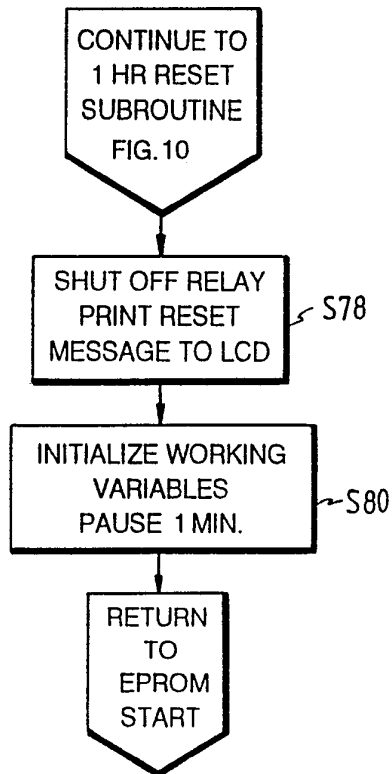 CONTINUE TO
1 HR RESET
SUBROUTINE
FIG. 10
SHUT OFF RELAY
PRINT RESET
MESSAGE TO LCD
S78
INITIALIZE WORKING
VARIABLES
PAUSE 1 MIN.
S80
RETURN
TO
EPROM
START